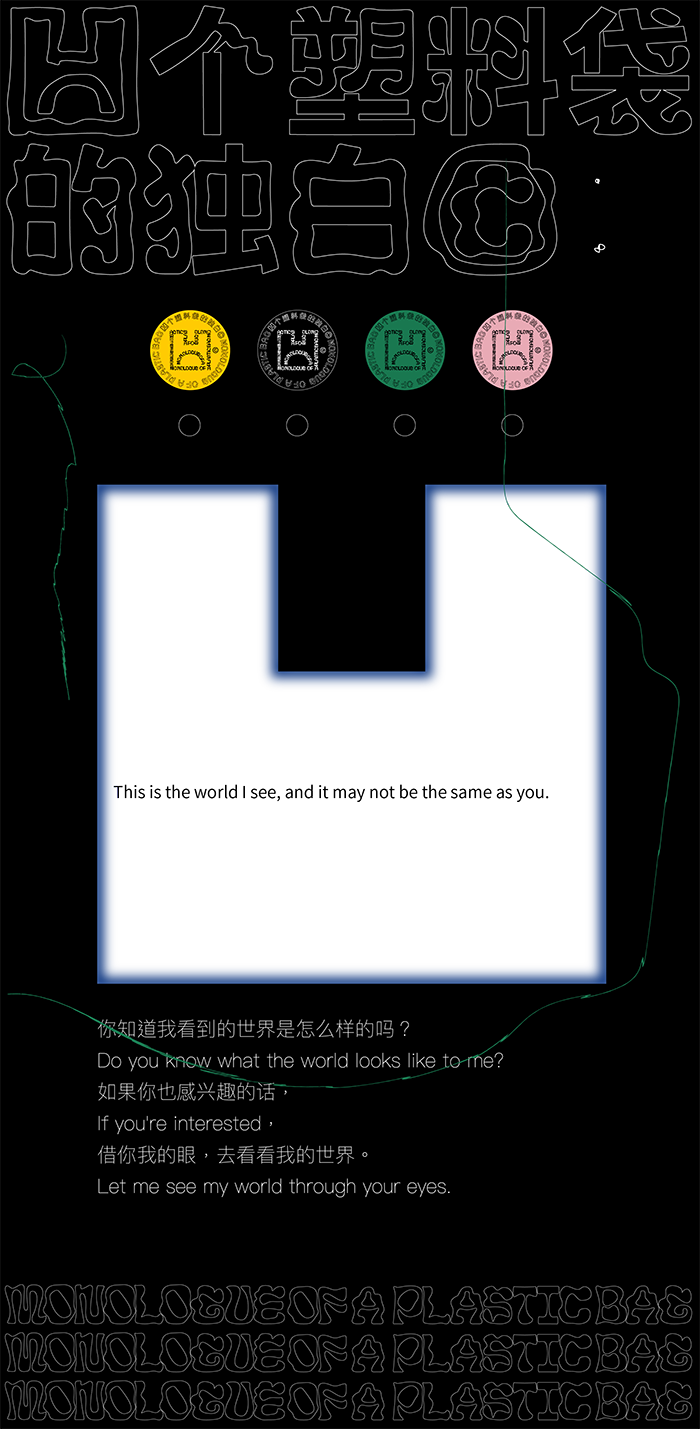 个塑料袋
的独白©
This is the world I see, and it may not be the same as you.
你知道我看到的世界是怎么样的吗？
Do you know what the world looks like to me?
如果你也感兴趣的话，
If you're interested，
借你我的眼，去看看我的世界。
Let me see my world through your eyes.
MONOLOGUE OF A PLASTIC BAG
MONOLOGUE OF A PLASTIC BAG
MONOLOGUE OF A PLASTIC BAG